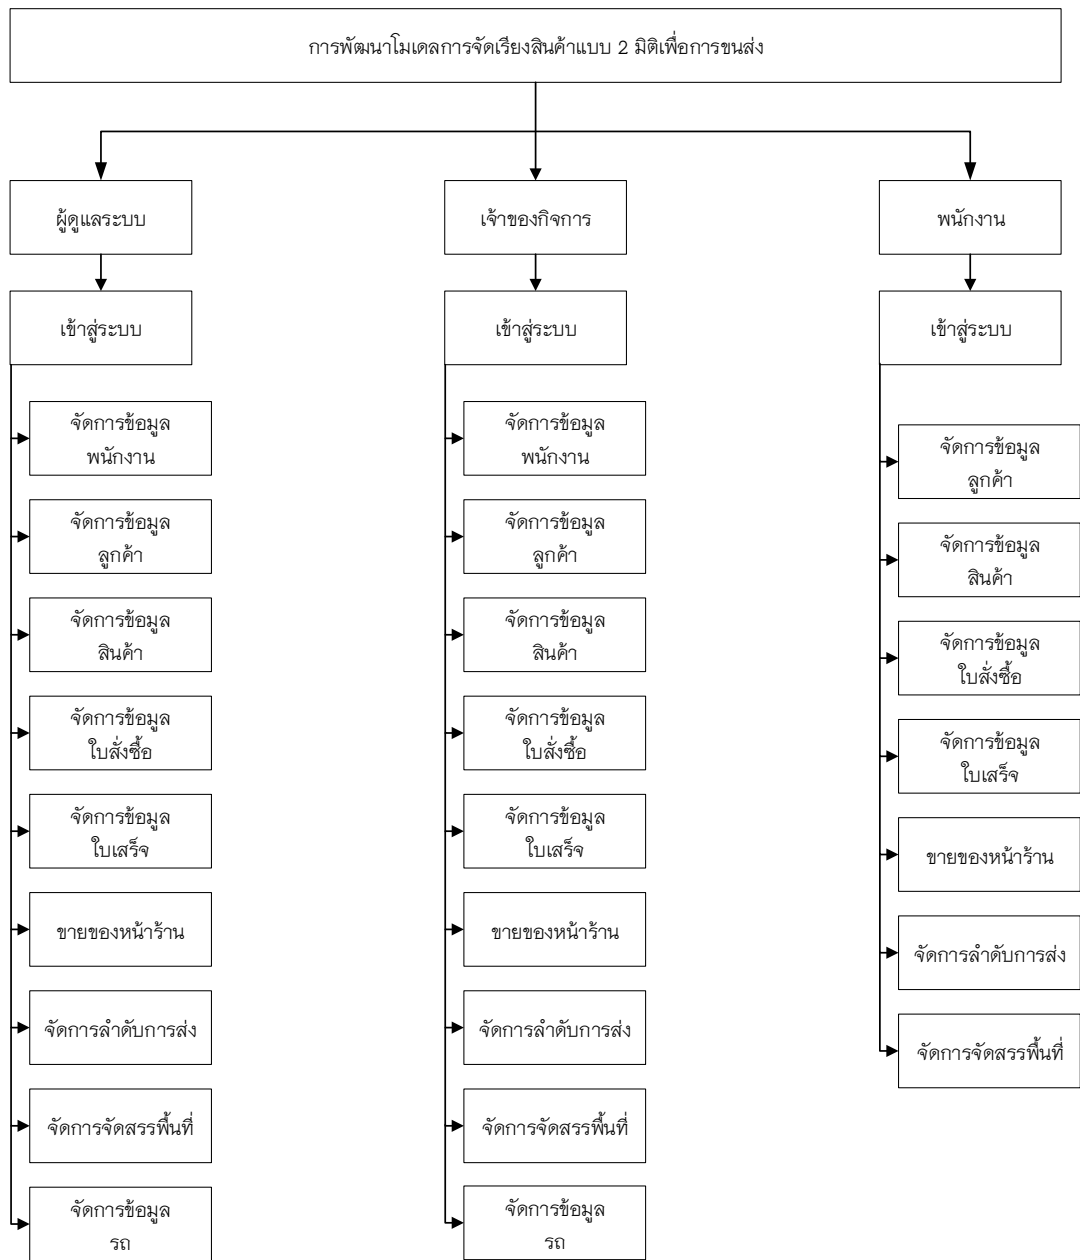 การพัฒนาโมเดลการจัดเรียงสินค้าแบบ 2 มิติเพื่อการขนส่ง
ผู้ดูแลระบบ
เข้าสู่ระบบ
จัดการข้อมูล
พนักงาน
จัดการข้อมูล
ลูกค้า
จัดการข้อมูล
สินค้า
จัดการข้อมูล
ใบสั่งซื้อ
จัดการข้อมูล
ใบเสร็จ
ขายของหน้าร้าน
จัดการลำดับการส่ง
จัดการจัดสรรพื้นที่
จัดการข้อมูล
รถ
เจ้าของกิจการ
เข้าสู่ระบบ
จัดการข้อมูล
พนักงาน
จัดการข้อมูล
ลูกค้า
จัดการข้อมูล
สินค้า
จัดการข้อมูล
ใบสั่งซื้อ
จัดการข้อมูล
ใบเสร็จ
ขายของหน้าร้าน
จัดการลำดับการส่ง
จัดการจัดสรรพื้นที่
จัดการข้อมูล
รถ
พนักงาน
เข้าสู่ระบบ
จัดการข้อมูล
ลูกค้า
จัดการข้อมูล
สินค้า
จัดการข้อมูล
ใบสั่งซื้อ
จัดการข้อมูล
ใบเสร็จ
ขายของหน้าร้าน
จัดการลำดับการส่ง
จัดการจัดสรรพื้นที่